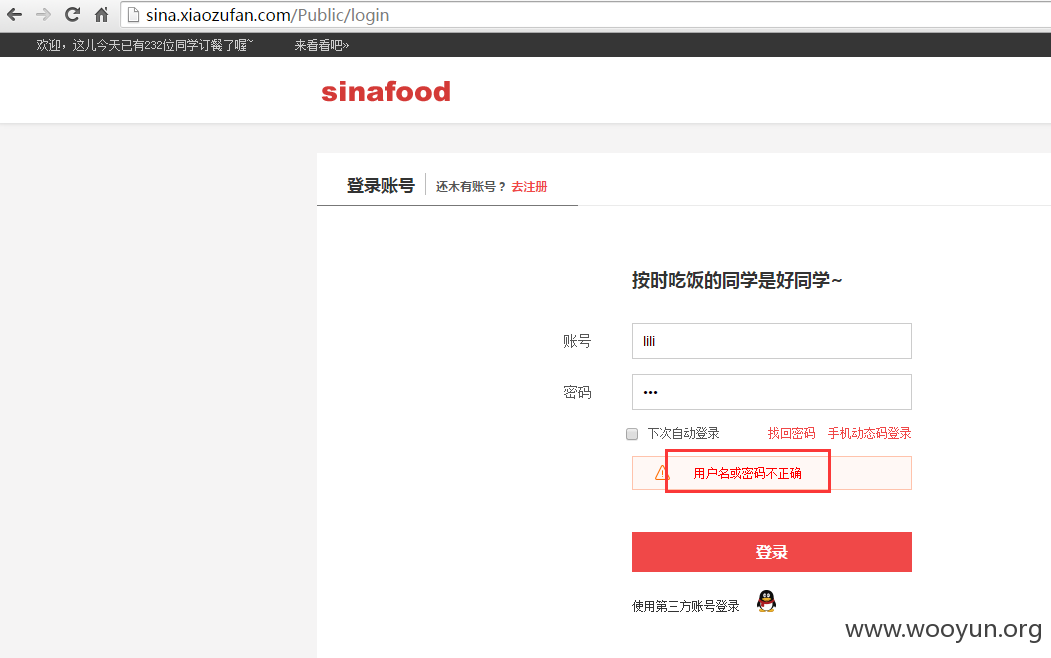 sina.xiaozufan.com/Public/login
欢迎，这儿今天已有232位同学订餐了喔~ 来看看吧»
sinafood
登录账号 还木有账号？去注册
按时吃饭的同学是好同学~
账号 lili
密码 •••
下次自动登录 找回密码 手机动态码登录
用户名或密码不正确
登录
使用第三方账号登录
www.wooyun.org